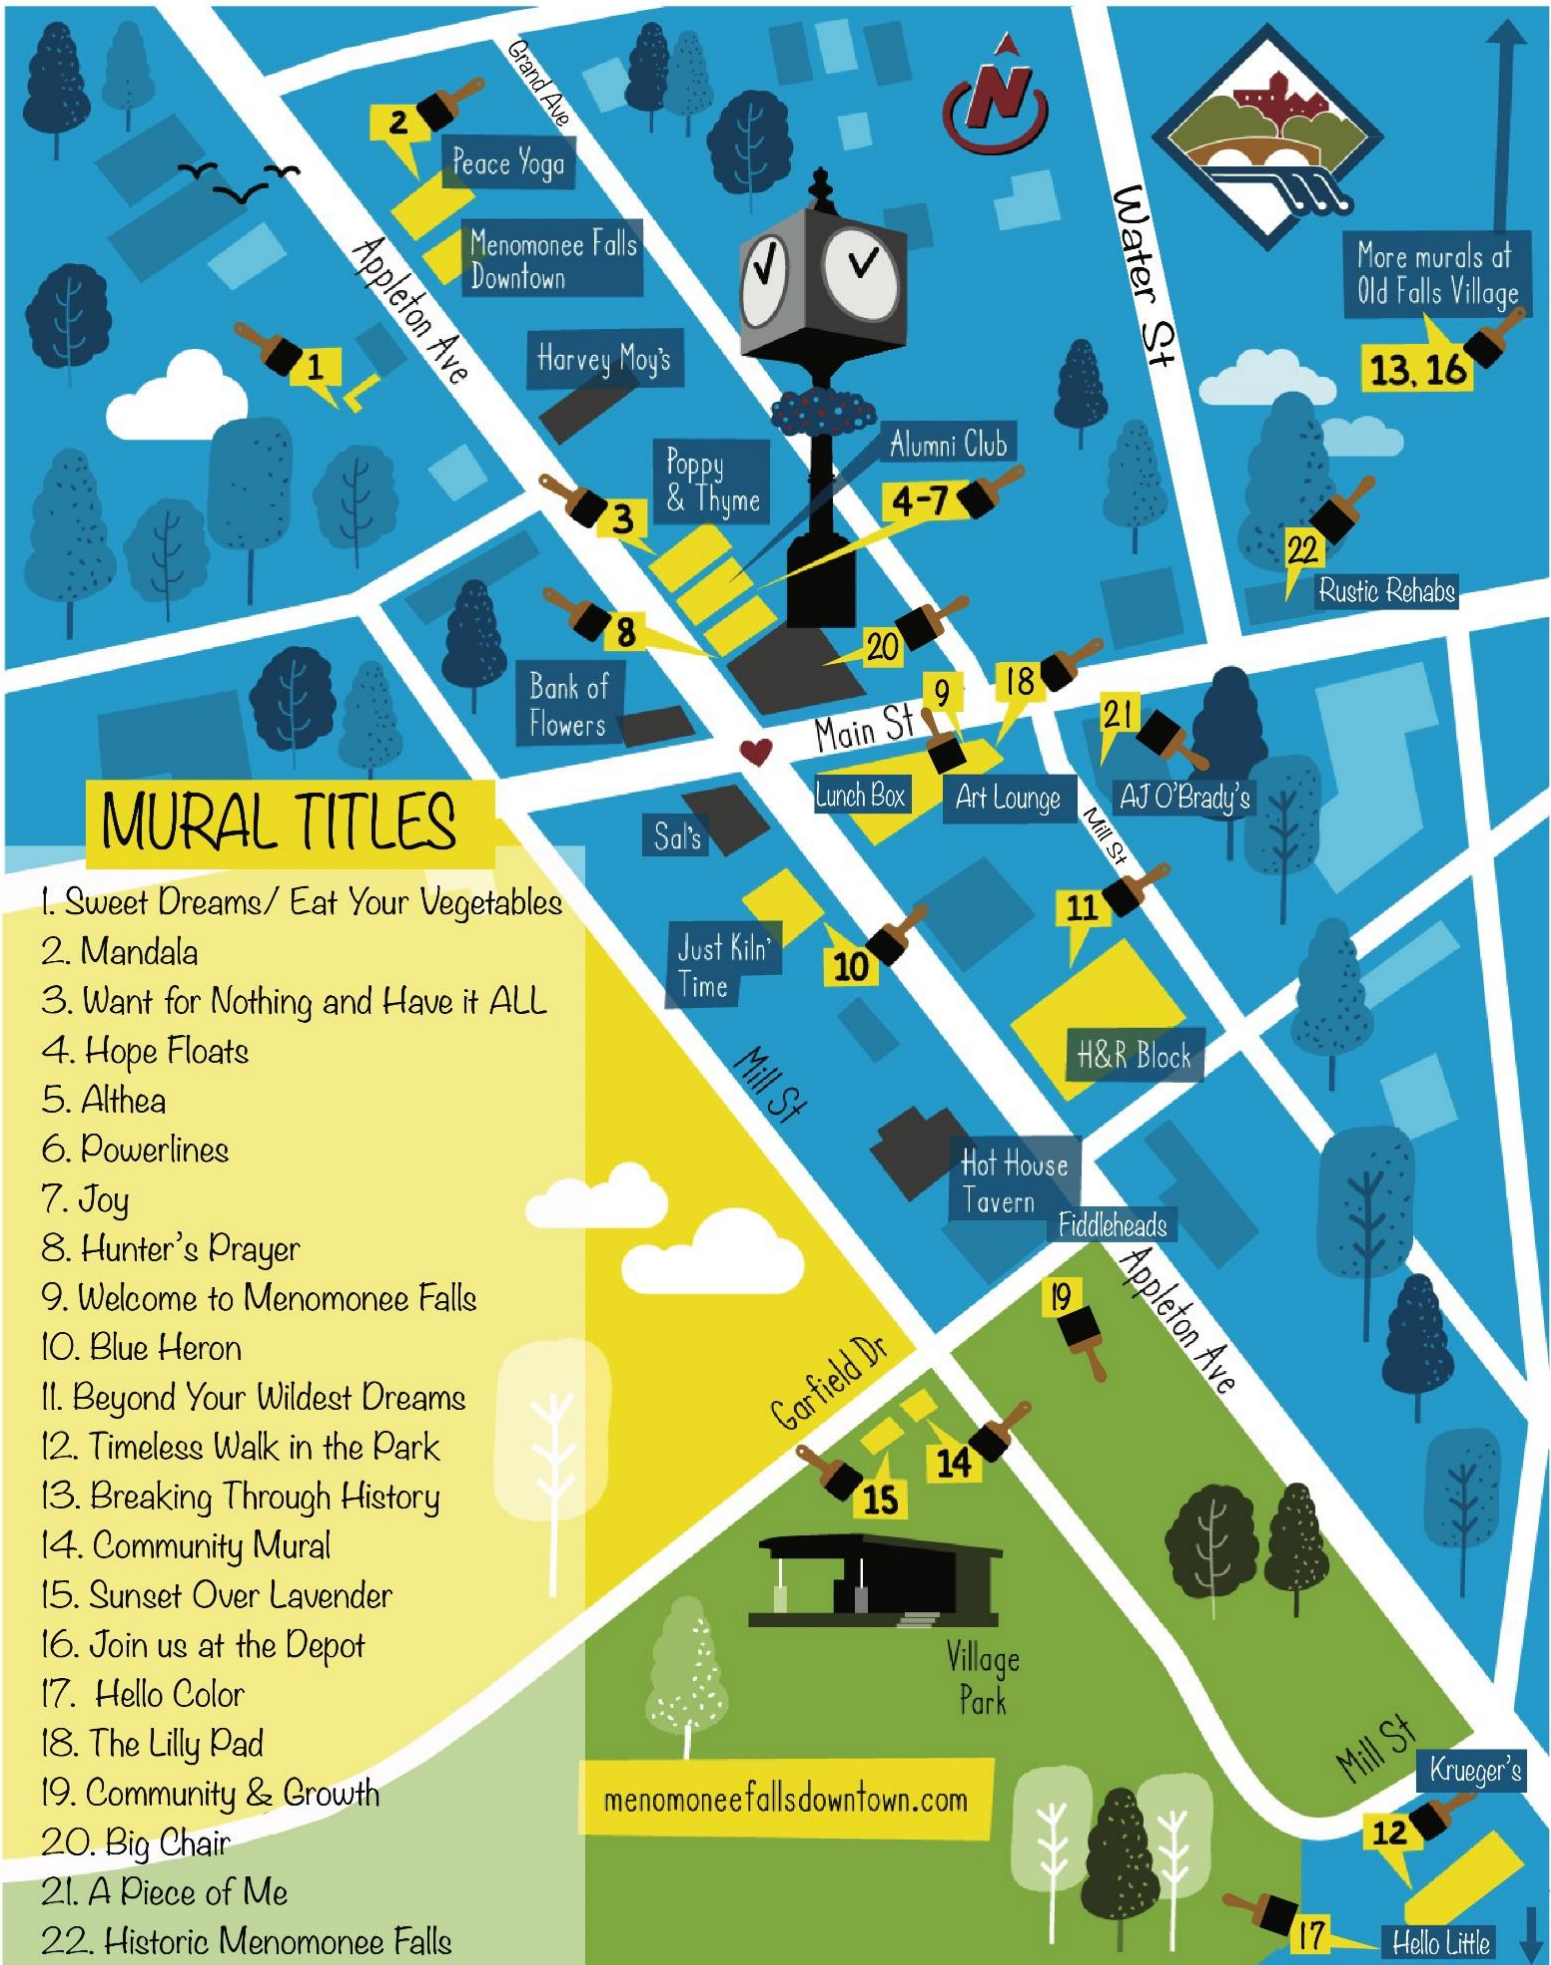 Grand Ave
2
Peace Yoga
N
Menomonee Falls
Downtown
Water St
More murals at
Old Falls Village
Appleton Ave
13, 16
1
Harvey Moy's
Alumni Club
Poppy
& Thyme
4-7
3
22
Rustic Rehabs
8
20
9
18
21
Bank of
Flowers
Main St
Lunch Box
Art Lounge
AJ O'Brady's
MURAL TITLES
Sal's
Mill St
1. Sweet Dreams/ Eat Your Vegetables
2. Mandala
3. Want for Nothing and Have it ALL
4. Hope Floats
5. Althea
6. Powerlines
7. Joy
8. Hunter's Prayer
9. Welcome to Menomonee Falls
10. Blue Heron
11. Beyond Your Wildest Dreams
12. Timeless Walk in the Park
13. Breaking Through History
14. Community Mural
15. Sunset Over Lavender
16. Join us at the Depot
17. Hello Color
18. The Lilly Pad
19. Community & Growth
20. Big Chair
21. A Piece of Me
22. Historic Menomonee Falls
11
Just Kiln'
Time
10
H&R Block
Mill St
Hot House
Tavern
Fiddleheads
19
Appleton Ave
Garfield Dr
14
15
Village
Park
Mill St
Krueger's
menomoneefallsdowntown.com
12
17
Hello Little